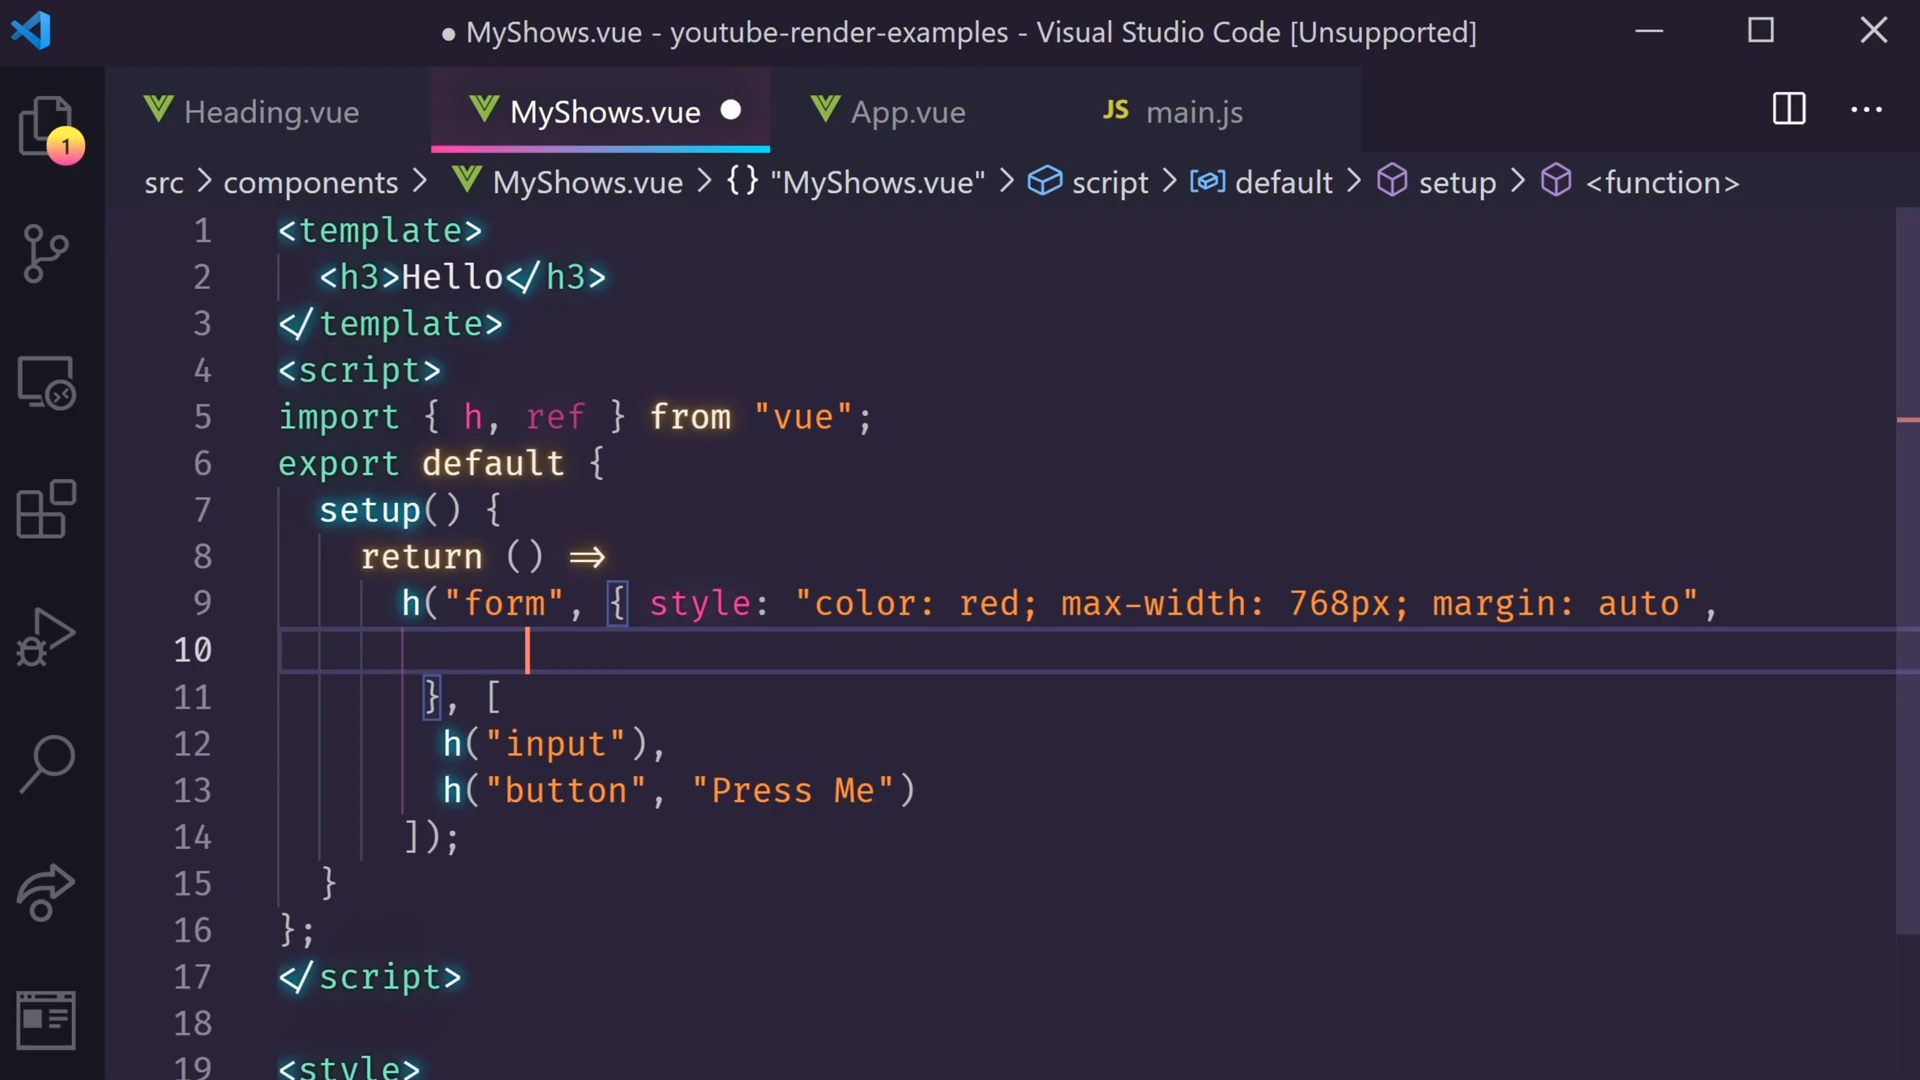 ● MyShows.vue - youtube-render-examples - Visual Studio Code [Unsupported]
Heading.vue MyShows.vue ● App.vue JS main.js ...
1
src > components > MyShows.vue > {} "MyShows.vue" > script > default > setup > <function>
1 <template>
2 <h3>Hello</h3>
3 </template>
4 <script>
5 import { h, ref } from "vue";
6 export default {
7 setup() {
8 return () =>
9 h("form", { style: "color: red; max-width: 768px; margin: auto",
10
11 }, [
12 h("input"),
13 h("button", "Press Me")
14 ]);
15 }
16 };
17 </script>
18
19 <style>